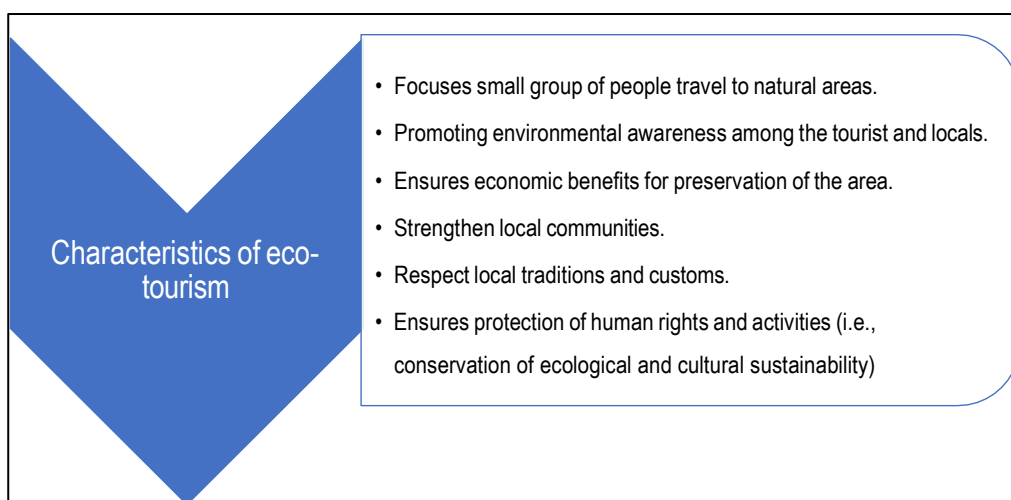 Characteristics of eco-
tourism
• Focuses small group of people travel to natural areas.
• Promoting environmental awareness among the tourist and locals.
• Ensures economic benefits for preservation of the area.
• Strengthen local communities.
• Respect local traditions and customs.
• Ensures protection of human rights and activities (i.e.,
conservation of ecological and cultural sustainability)